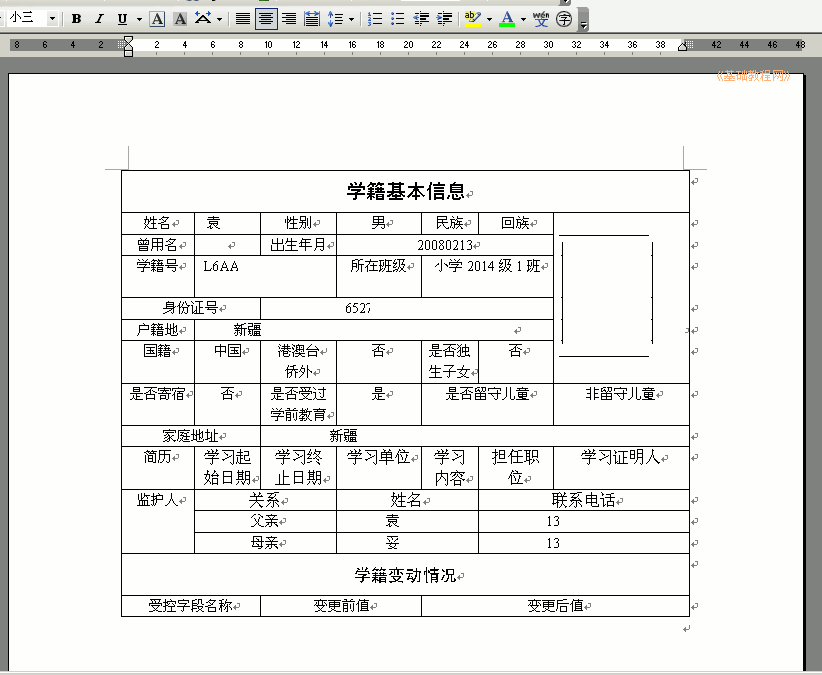 小三 B I U A A A ab A wén 字
8 6 4 2 2 4 6 8 10 12 14 16 18 20 22 24 26 28 30 32 34 36 38 42 44 46 48
《基础教程网》
学籍基本信息
姓名 袁 性别 男 民族 回族
曾用名 出生年月 20080213
学籍号 L6AA 所在班级 小学 2014 级 1 班
身份证号 6527
户籍地 新疆
国籍 中国 港澳台 否 是否独 否
侨外 生子女
是否寄宿 否 是否受过 是 是否留守儿童 非留守儿童
学前教育
家庭地址 新疆
简历 学习起 学习终 学习单位 学习 担任职 学习证明人
始日期 止日期 内容 位
监护人 关系 姓名 联系电话
父亲 袁 13
母亲 妥 13
学籍变动情况
受控字段名称 变更前值 变更后值